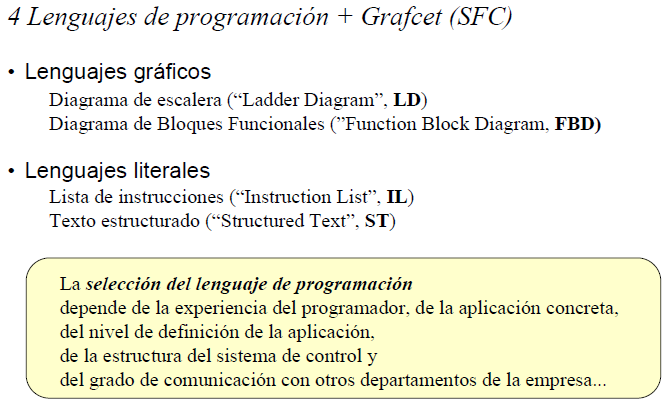 4 Lenguajes de programación + Grafcet (SFC)
• Lenguajes gráficos
Diagrama de escalera (“Ladder Diagram”, LD)
Diagrama de Bloques Funcionales (”Function Block Diagram, FBD)
• Lenguajes literales
Lista de instrucciones (“Instruction List”, IL)
Texto estructurado (“Structured Text”, ST)
La selección del lenguaje de programación
depende de la experiencia del programador, de la aplicación concreta,
del nivel de definición de la aplicación,
de la estructura del sistema de control y
del grado de comunicación con otros departamentos de la empresa...